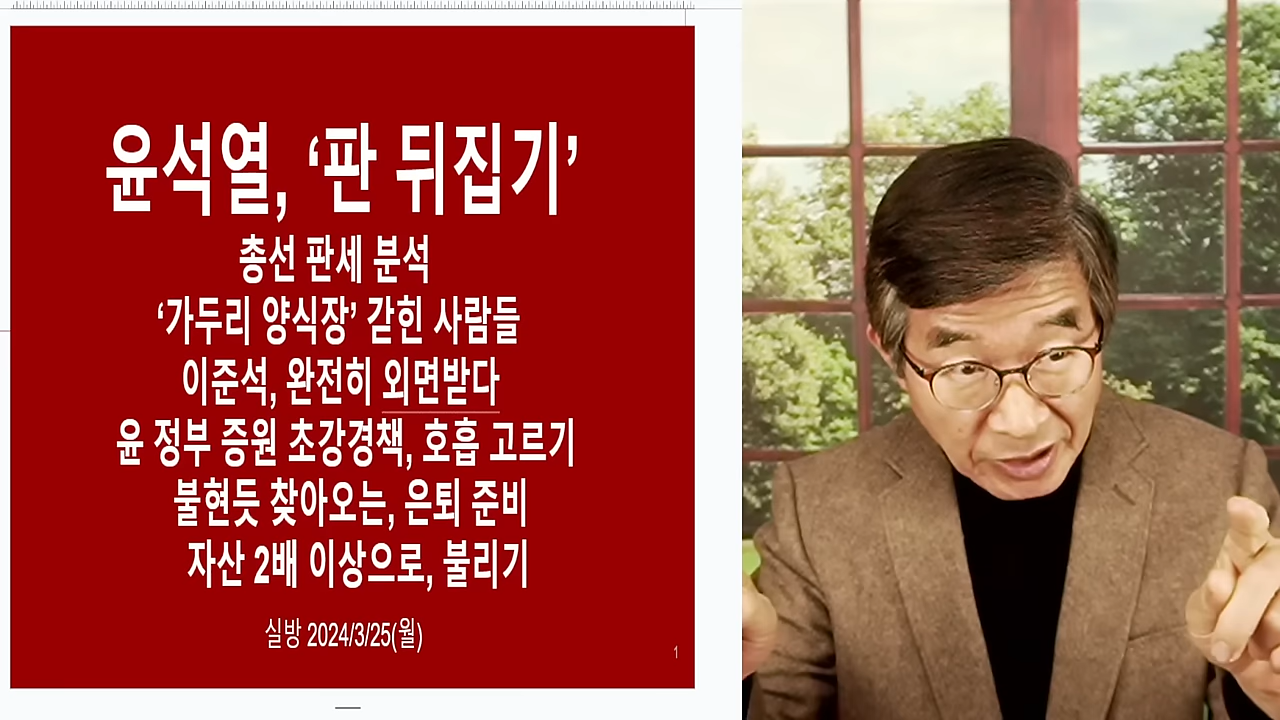 윤석열, ‘판 뒤집기’
총선 판세 분석
‘가두리 양식장’ 갇힌 사람들
이준석, 완전히 외면받다
윤 정부 증원 초강경책, 호흡 고르기
불현듯 찾아오는, 은퇴 준비
자산 2배 이상으로, 불리기
실방 2024/3/25(월)
1